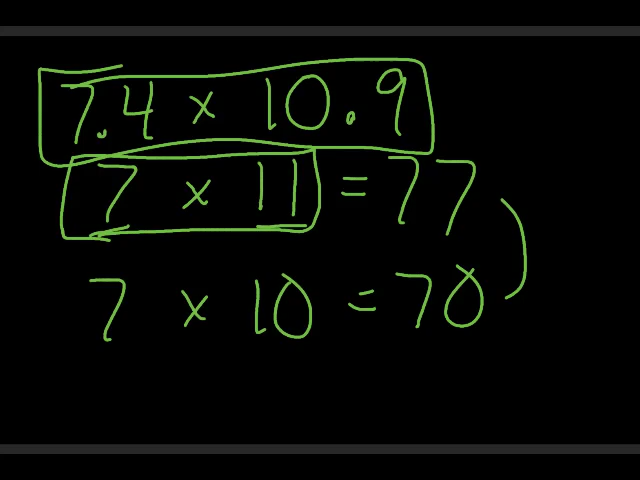 7.4 x 10.9
7 x 11 = 77
7 x 10 = 70